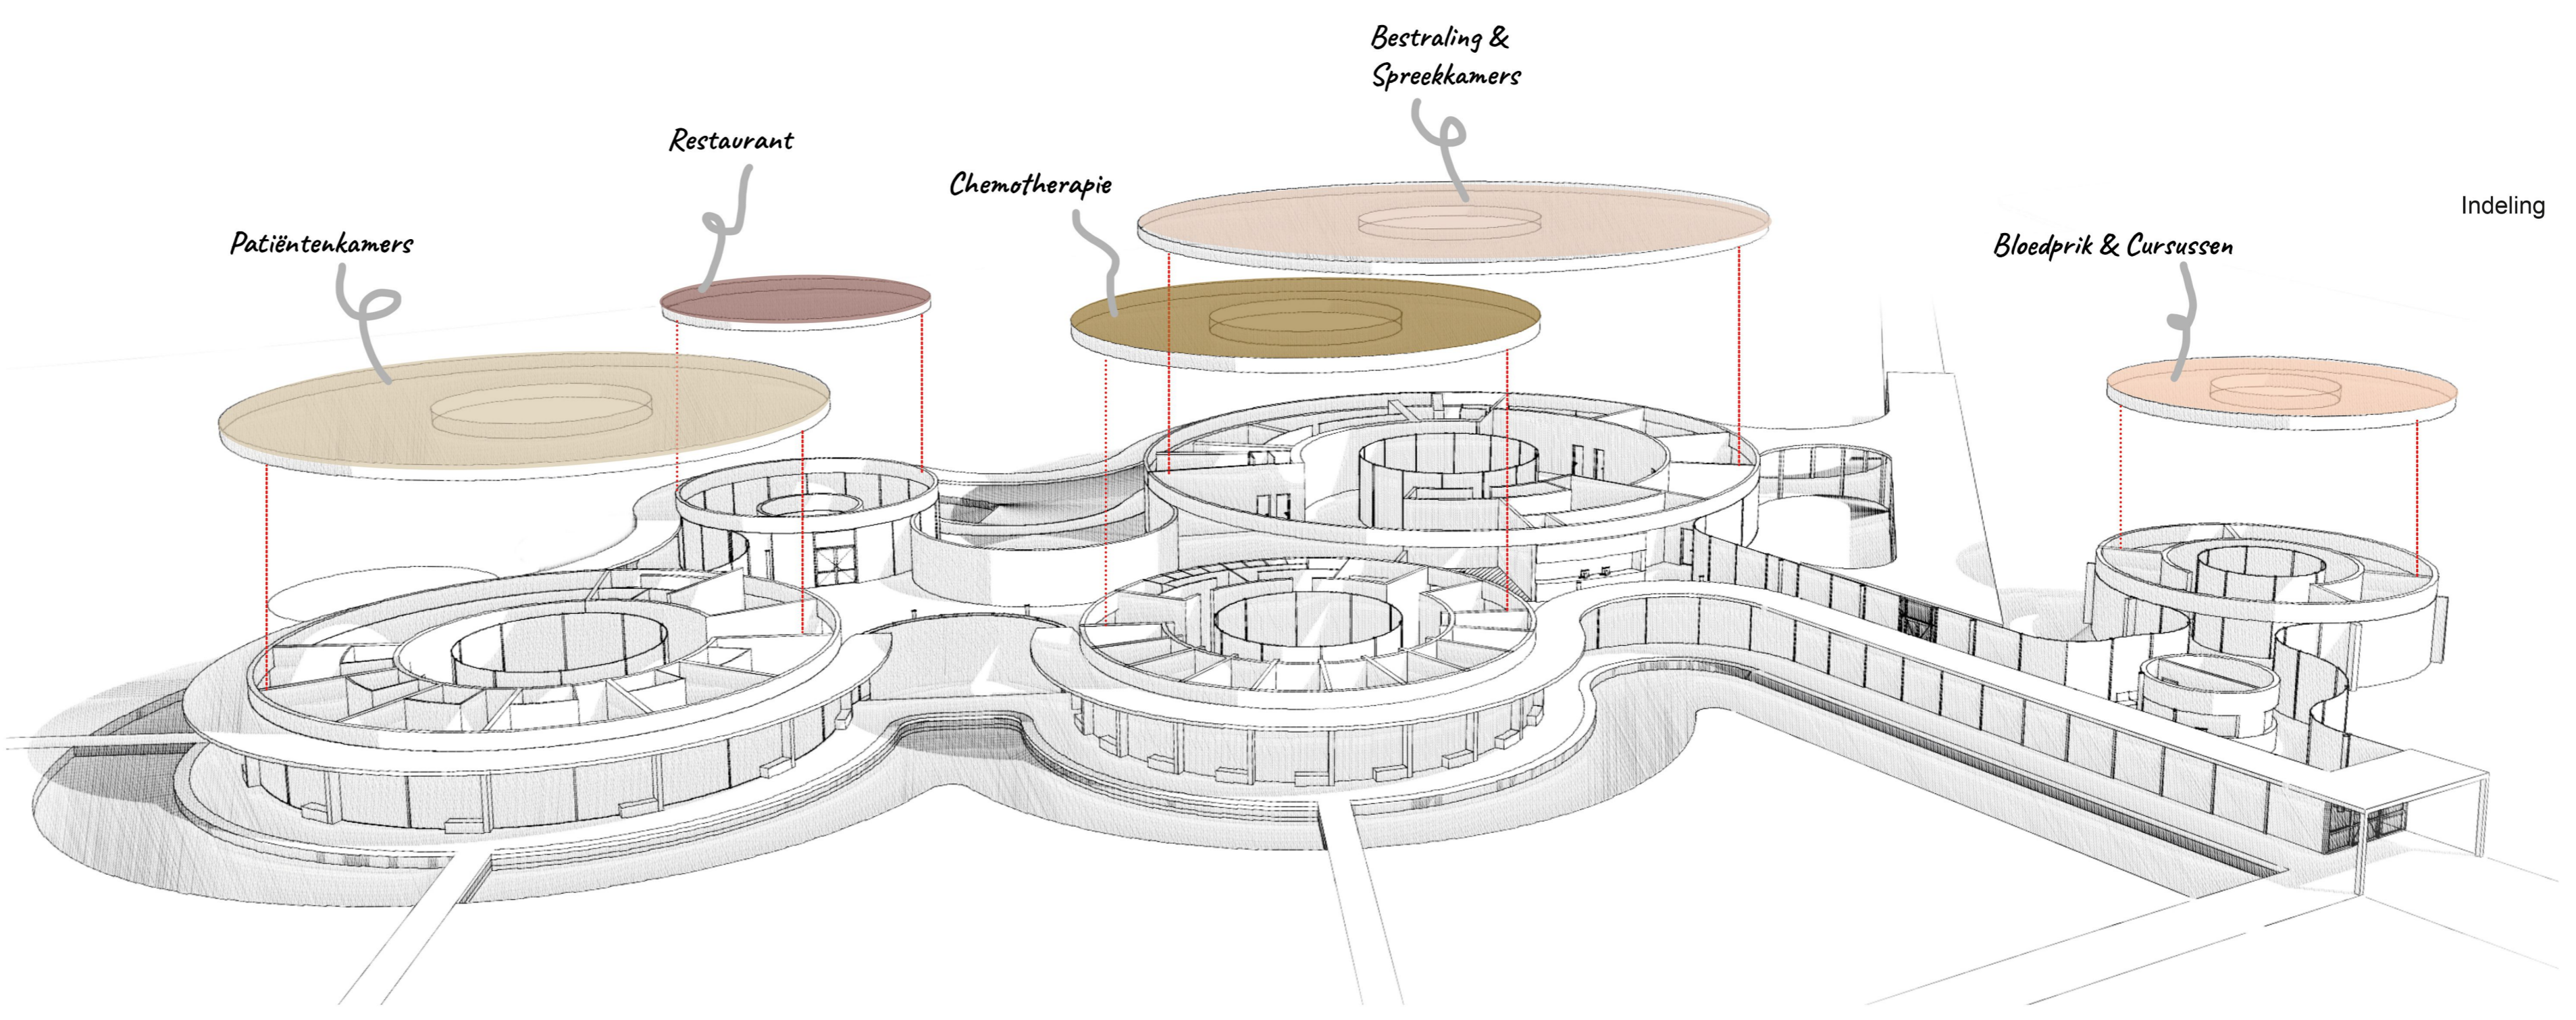 Bestraling &
Spreekkamers
Restaurant
Chemotherapie
Indeling
Patiëntenkamers
Bloedprik & Cursussen